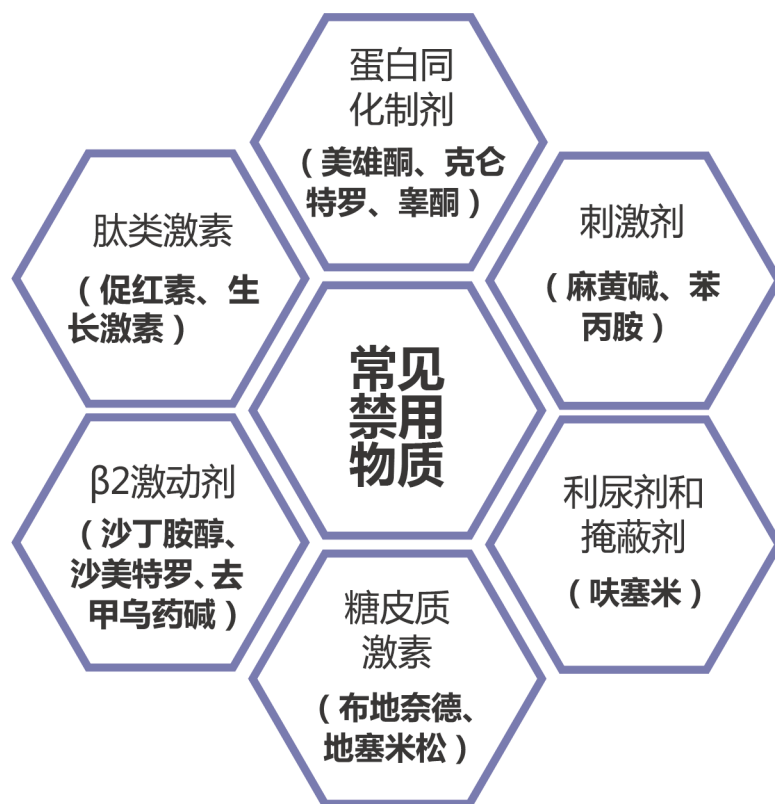 蛋白同
化制剂
（美雄酮、克仑
特罗、睾酮）
肽类激素
（促红素、生
长激素）
刺激剂
（麻黄碱、苯
丙胺）
常见
禁用
物质
β2激动剂
（沙丁胺醇、
沙美特罗、去
甲乌药碱）
利尿剂和
掩蔽剂
（呋塞米）
糖皮质
激素
（布地奈德、
地塞米松）